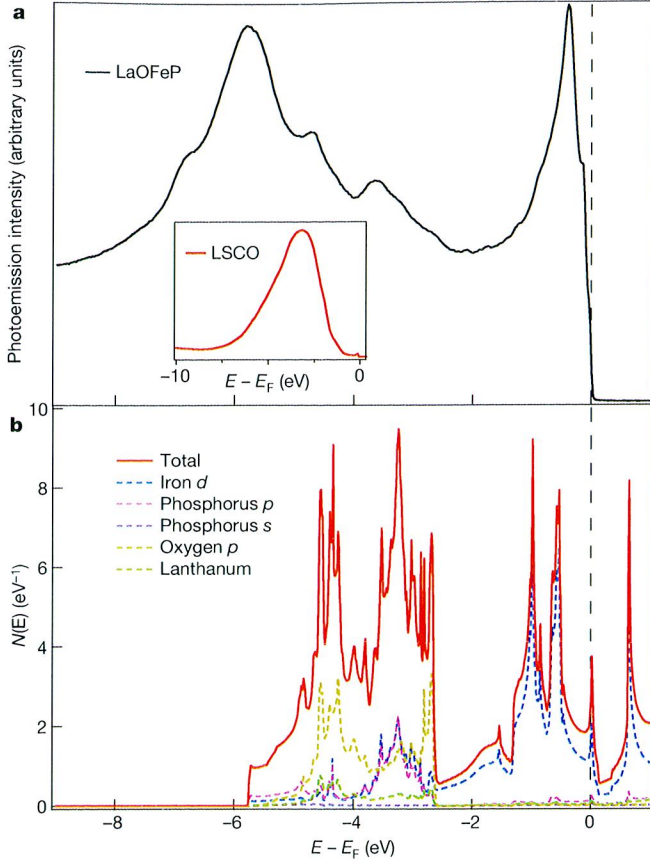 a
Photoemission intensity (arbitrary units)
LaOFeP
LSCO
−10
0
E − E_F (eV)
b
10
8
6
4
2
0
N(E) (eV⁻¹)
Total
Iron d
Phosphorus p
Phosphorus s
Oxygen p
Lanthanum
−8
−6
−4
−2
0
E − E_F (eV)